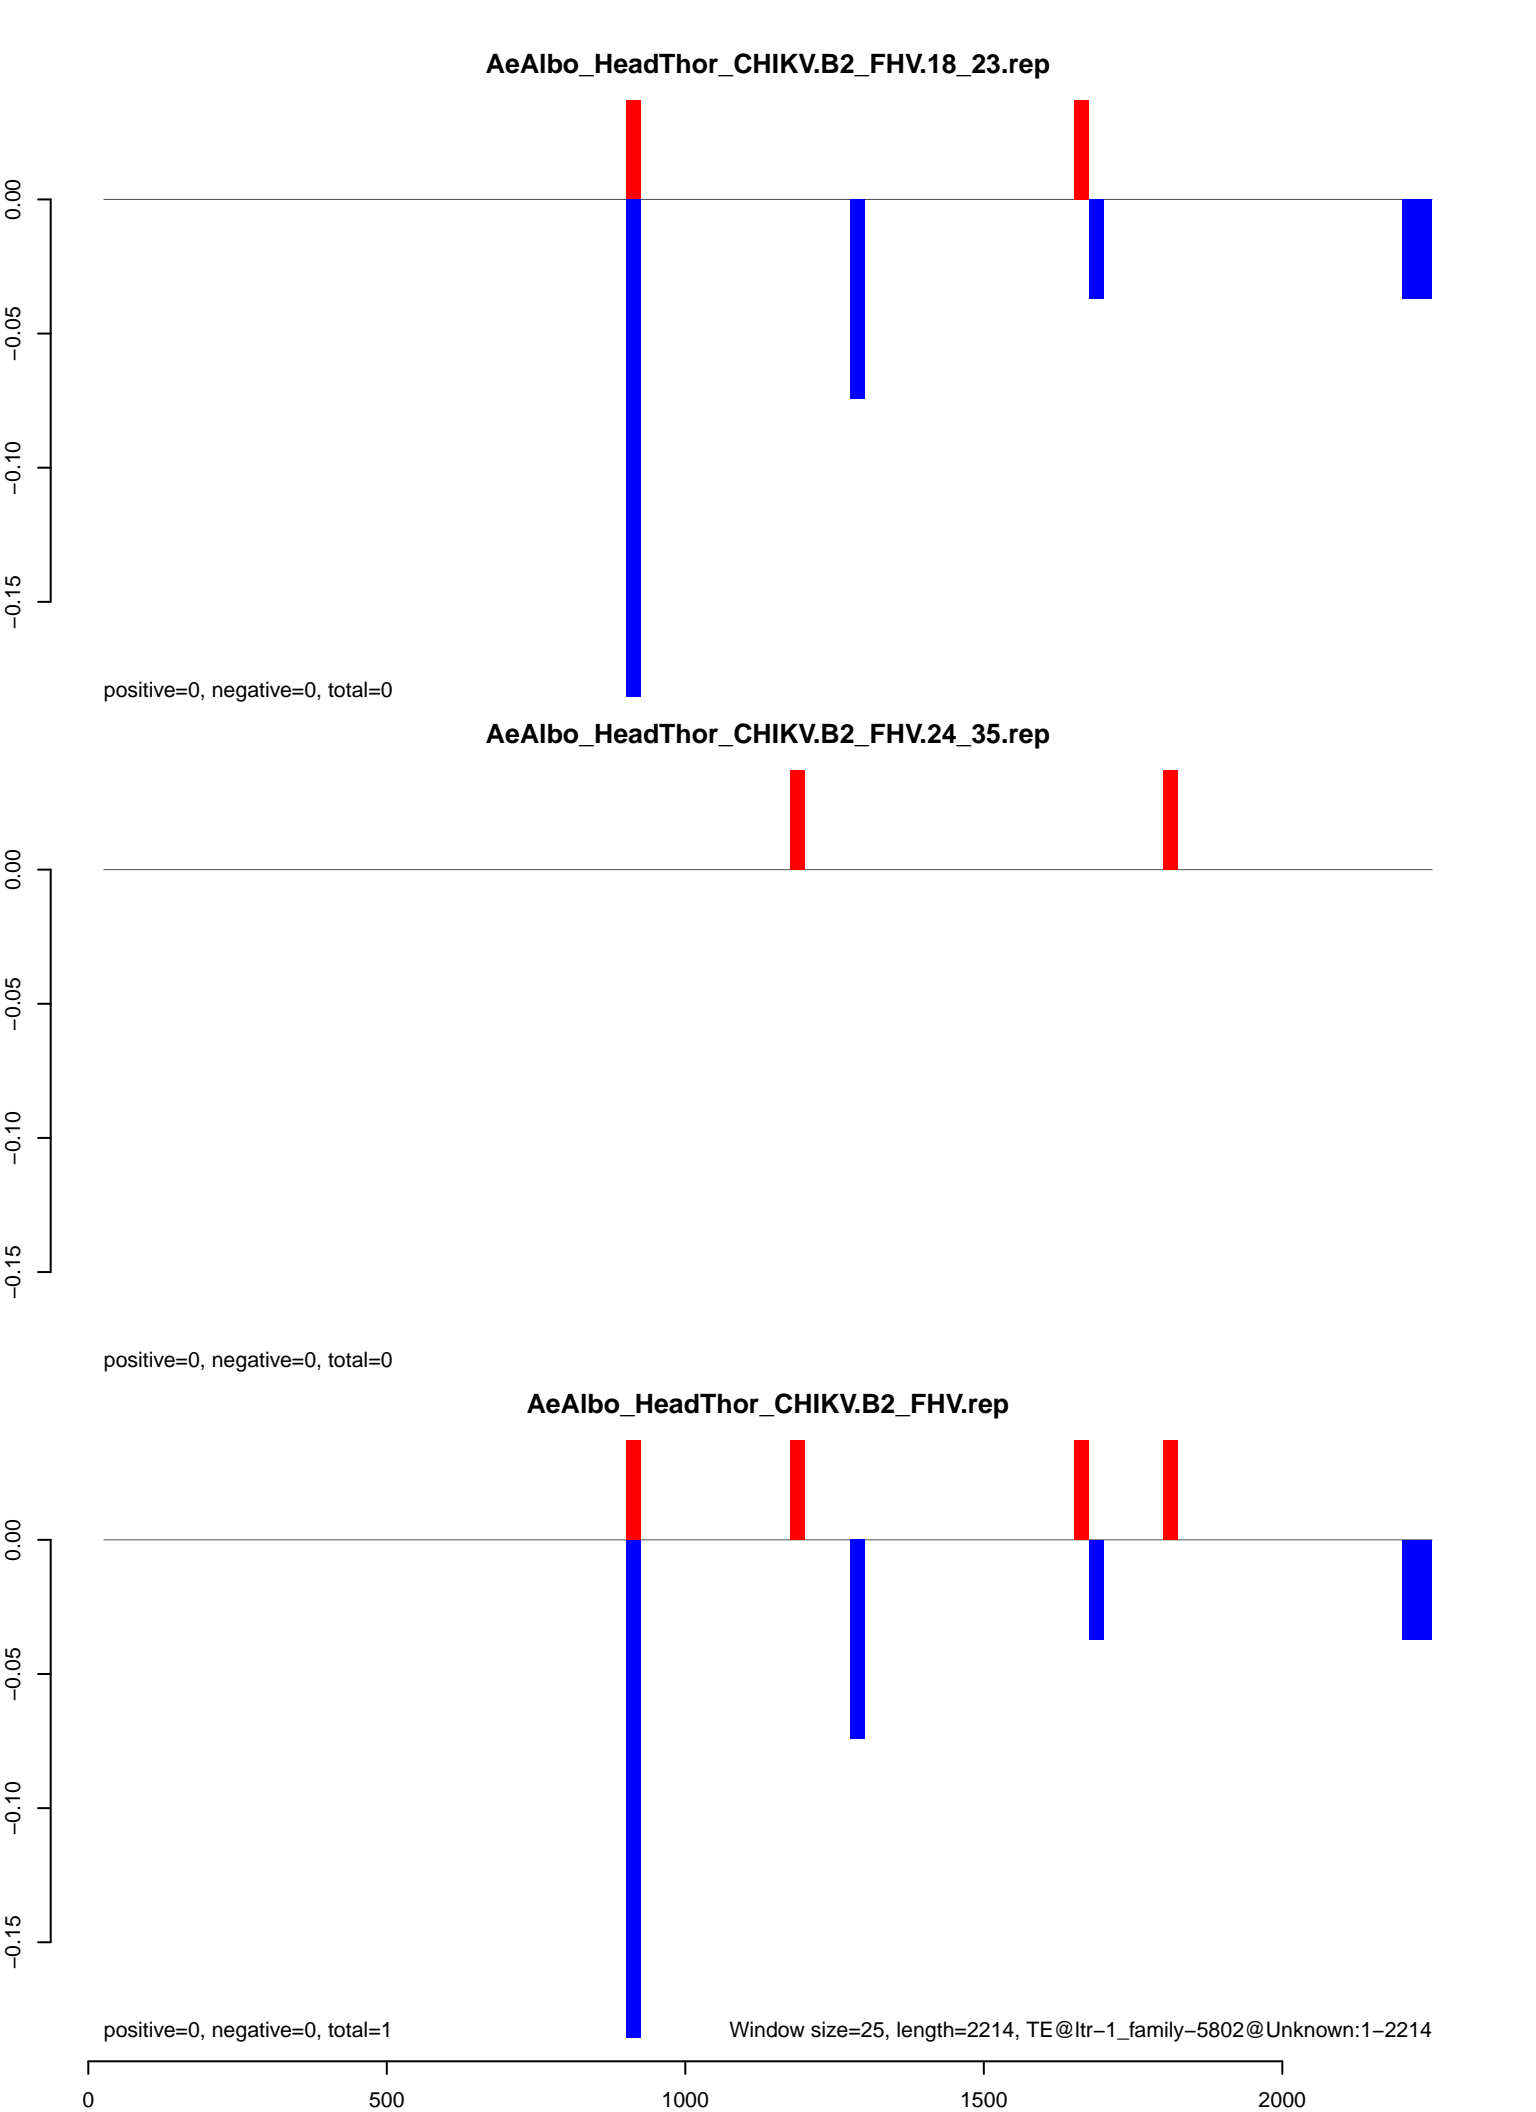 AeAlbo_HeadThor_CHIKV.B2_FHV.18_23.rep
0.00
−0.05
−0.10
−0.15
positive=0, negative=0, total=0
AeAlbo_HeadThor_CHIKV.B2_FHV.24_35.rep
0.00
−0.05
−0.10
−0.15
positive=0, negative=0, total=0
AeAlbo_HeadThor_CHIKV.B2_FHV.rep
0.00
−0.05
−0.10
−0.15
positive=0, negative=0, total=1
Window size=25, length=2214, TE@ltr−1_family−5802@Unknown:1−2214
0 500 1000 1500 2000